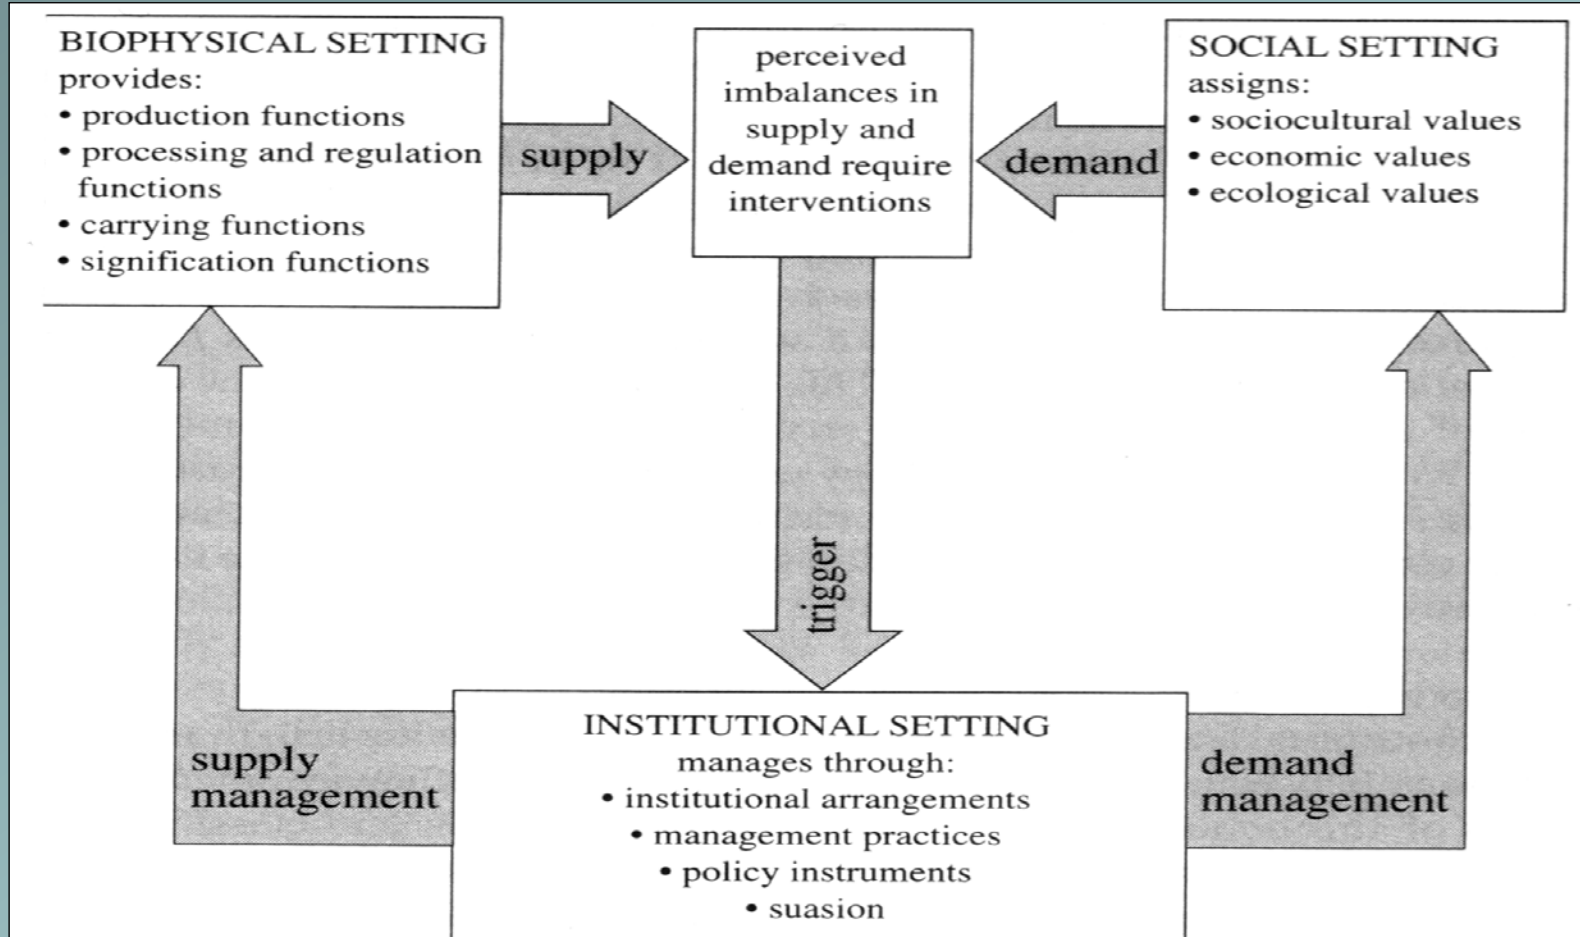 BIOPHYSICAL SETTING
provides:
• production functions
• processing and regulation
functions
• carrying functions
• signification functions
supply
perceived
imbalances in
supply and
demand require
interventions
demand
SOCIAL SETTING
assigns:
• sociocultural values
• economic values
• ecological values
trigger
supply
management
INSTITUTIONAL SETTING
manages through:
• institutional arrangements
• management practices
• policy instruments
• suasion
demand
management